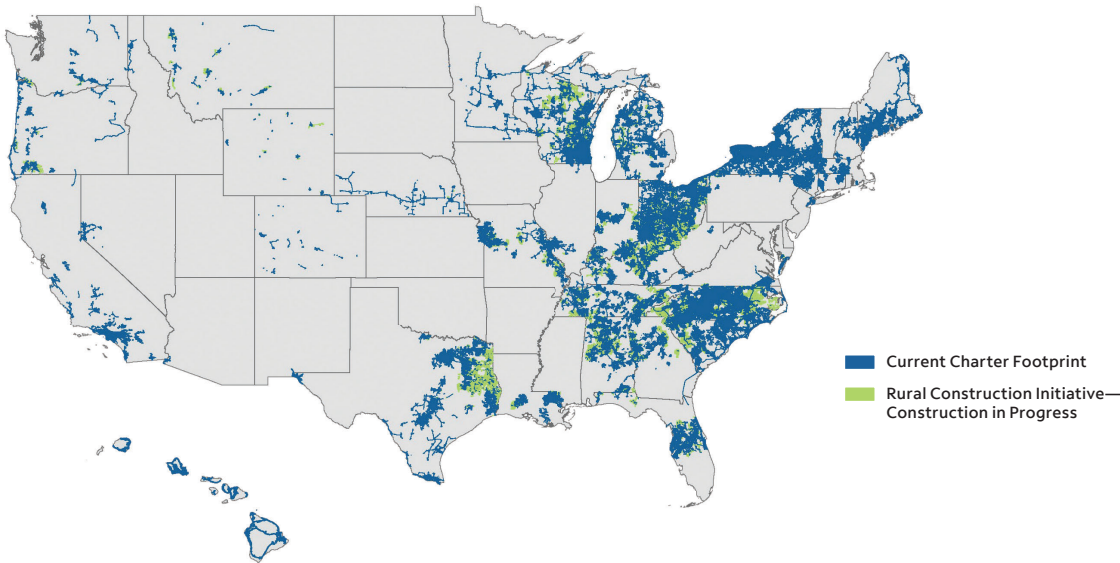 Current Charter Footprint
Rural Construction Initiative—
Construction in Progress